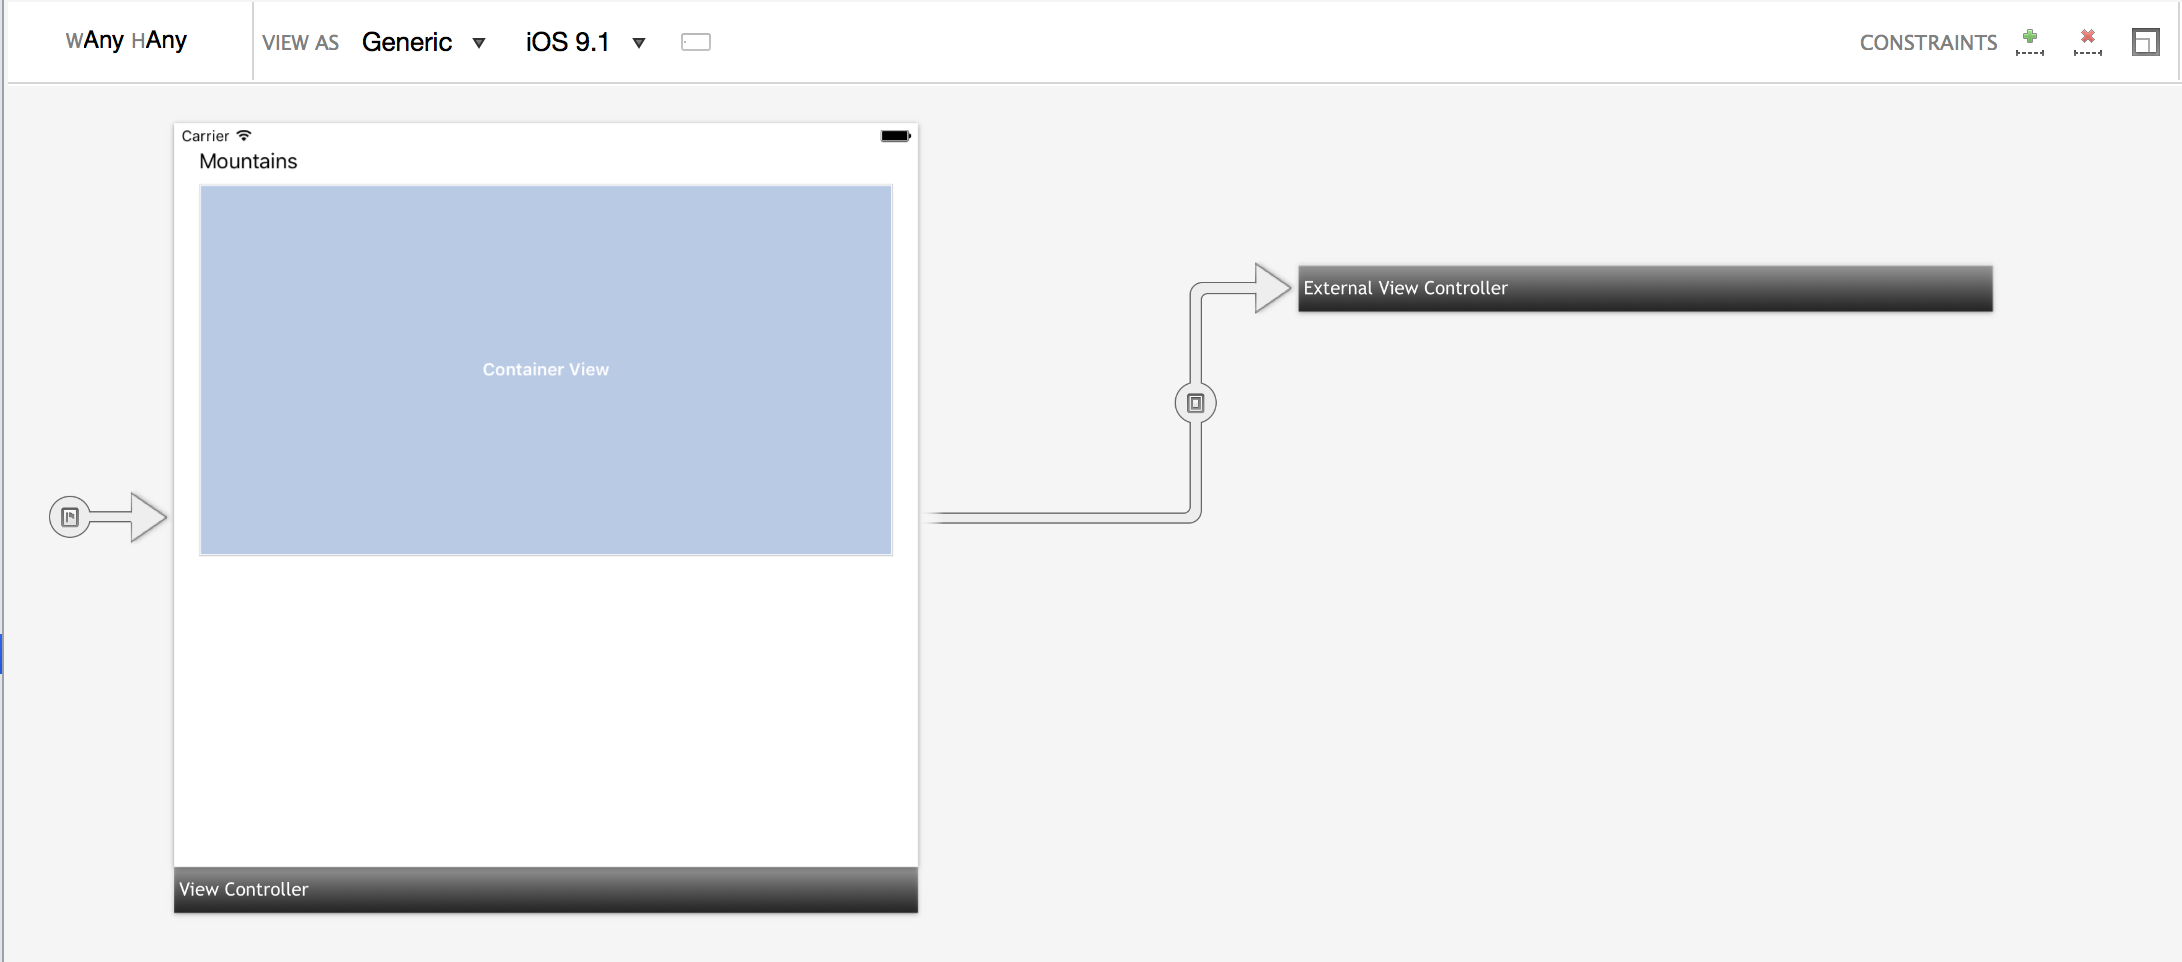 wAny hAny VIEW AS Generic iOS 9.1 CONSTRAINTS
Carrier
Mountains
External View Controller
Container View
View Controller